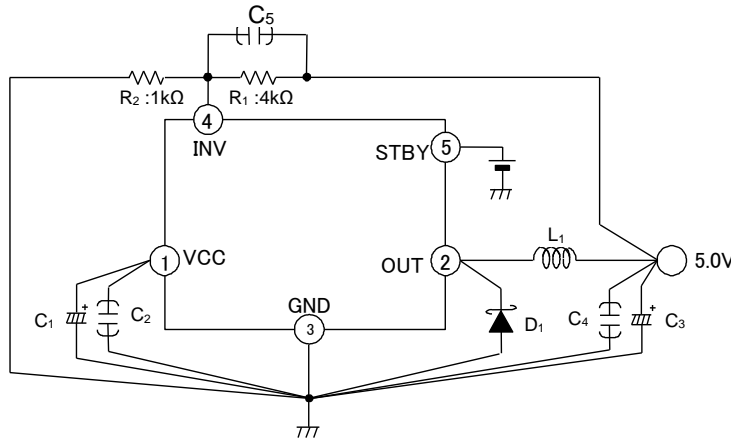 C5
R2 :1kΩ
R1 :4kΩ
4
INV
STBY
5
1
VCC
OUT
2
L1
5.0V
GND
3
C1
+
C2
D1
C4
+
C3